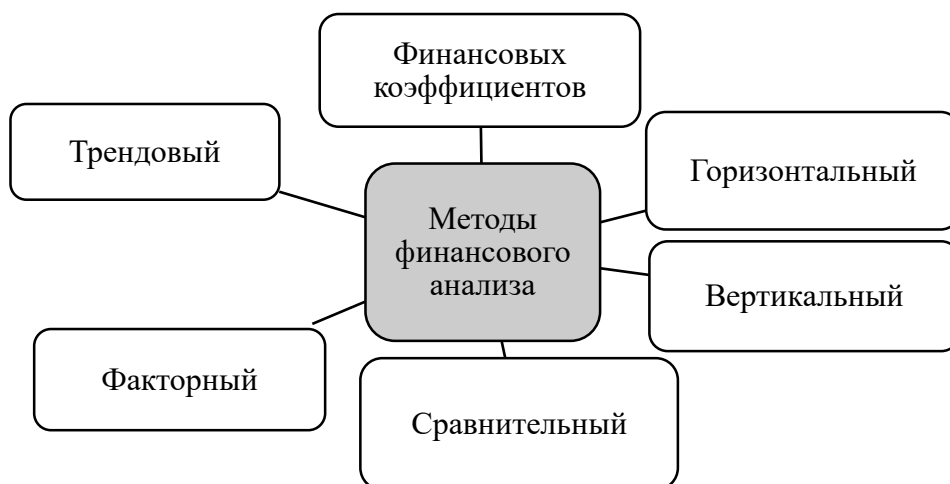 Финансовых
коэффициентов
Трендовый
Горизонтальный
Методы
финансового
анализа
Вертикальный
Факторный
Сравнительный